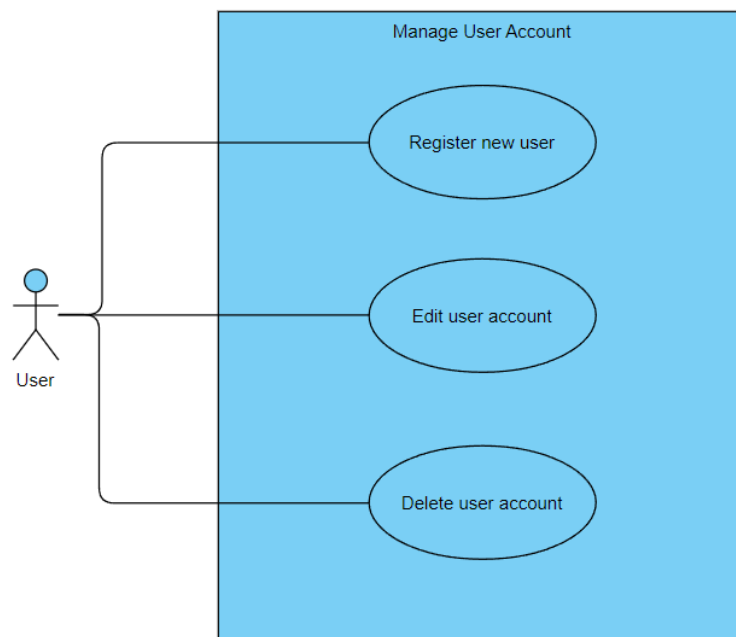 Manage User Account
Register new user
Edit user account
User
Delete user account